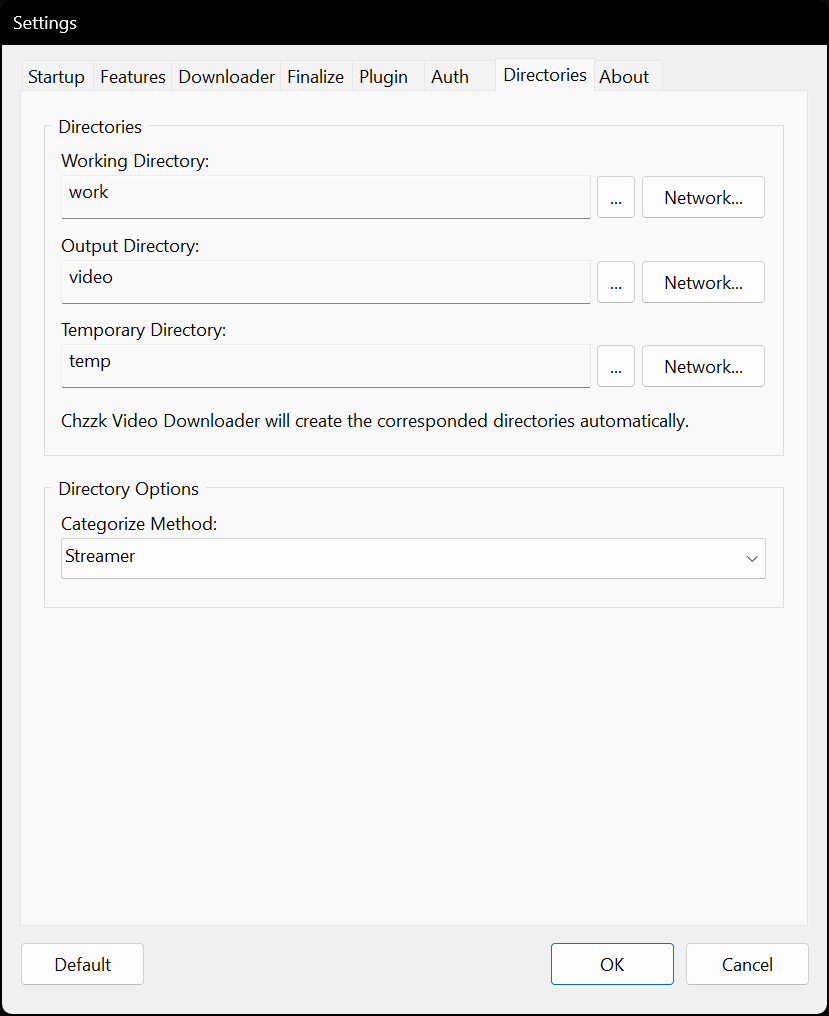 Settings
Startup Features Downloader Finalize Plugin Auth Directories About
Directories
Working Directory:
work ... Network...
Output Directory:
video ... Network...
Temporary Directory:
temp ... Network...
Chzzk Video Downloader will create the corresponded directories automatically.
Directory Options
Categorize Method:
Streamer
Default OK Cancel